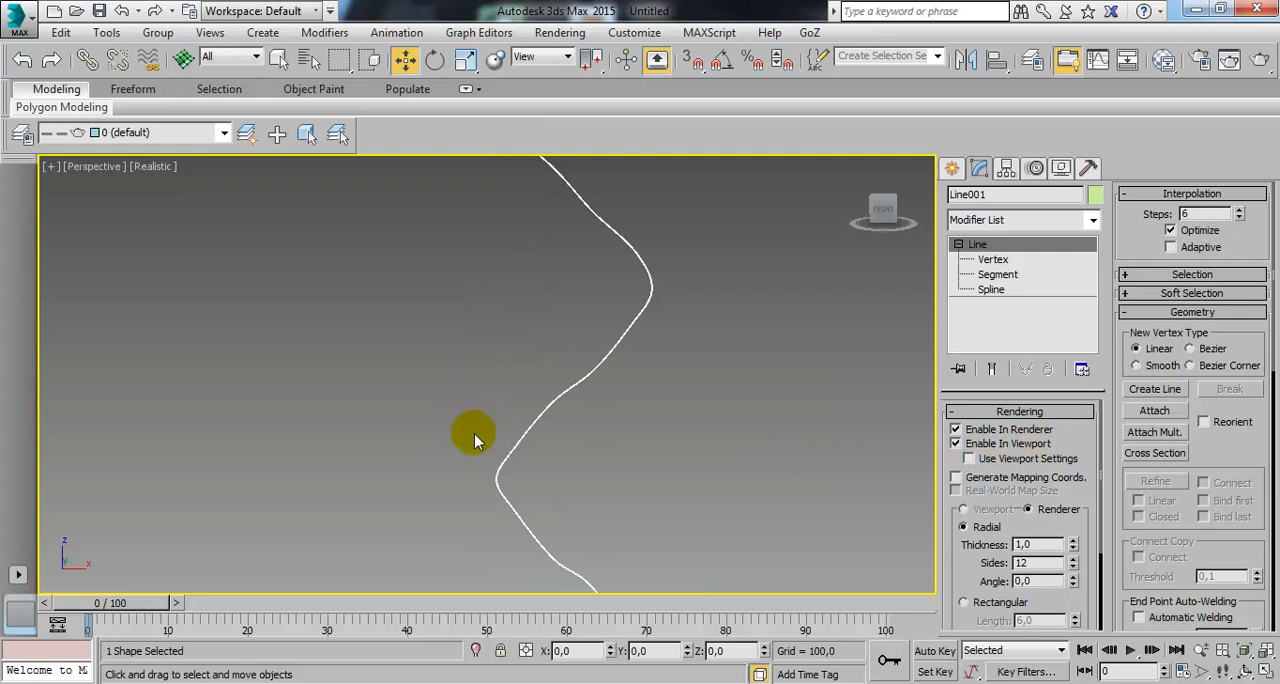 Workspace: Default
Autodesk 3ds Max 2015
Untitled
Type a keyword or phrase
MAX
Edit Tools Group Views Create Modifiers Animation Graph Editors Rendering Customize MAXScript Help GoZ
All
View
3
Create Selection Se
Modeling Freeform Selection Object Paint Populate
Polygon Modeling
0 (default)
[+] [Perspective] [Realistic]
FRONT
z
y
x
Line001
Modifier List
Line
Vertex
Segment
Spline
Rendering
Enable In Renderer
Enable In Viewport
Use Viewport Settings
Generate Mapping Coords.
Real-World Map Size
Viewport Renderer
Radial
Thickness: 1,0
Sides: 12
Angle: 0,0
Rectangular
Length: 6,0
Interpolation
Steps: 6
Optimize
Adaptive
Selection
Soft Selection
Geometry
New Vertex Type
Linear Bezier
Smooth Bezier Corner
Create Line Break
Attach
Reorient
Attach Mult.
Cross Section
Refine Connect
Linear Bind first
Closed Bind last
Connect Copy
Connect
Threshold 0,1
End Point Auto-Welding
Automatic Welding
0 / 100
0 10 20 30 40 50 60 70 80 90 100
1 Shape Selected
X: 0,0 Y: 0,0 Z: 0,0 Grid = 100,0
Auto Key Selected
Welcome to M
Click and drag to select and move objects
Add Time Tag
Set Key Key Filters...
0